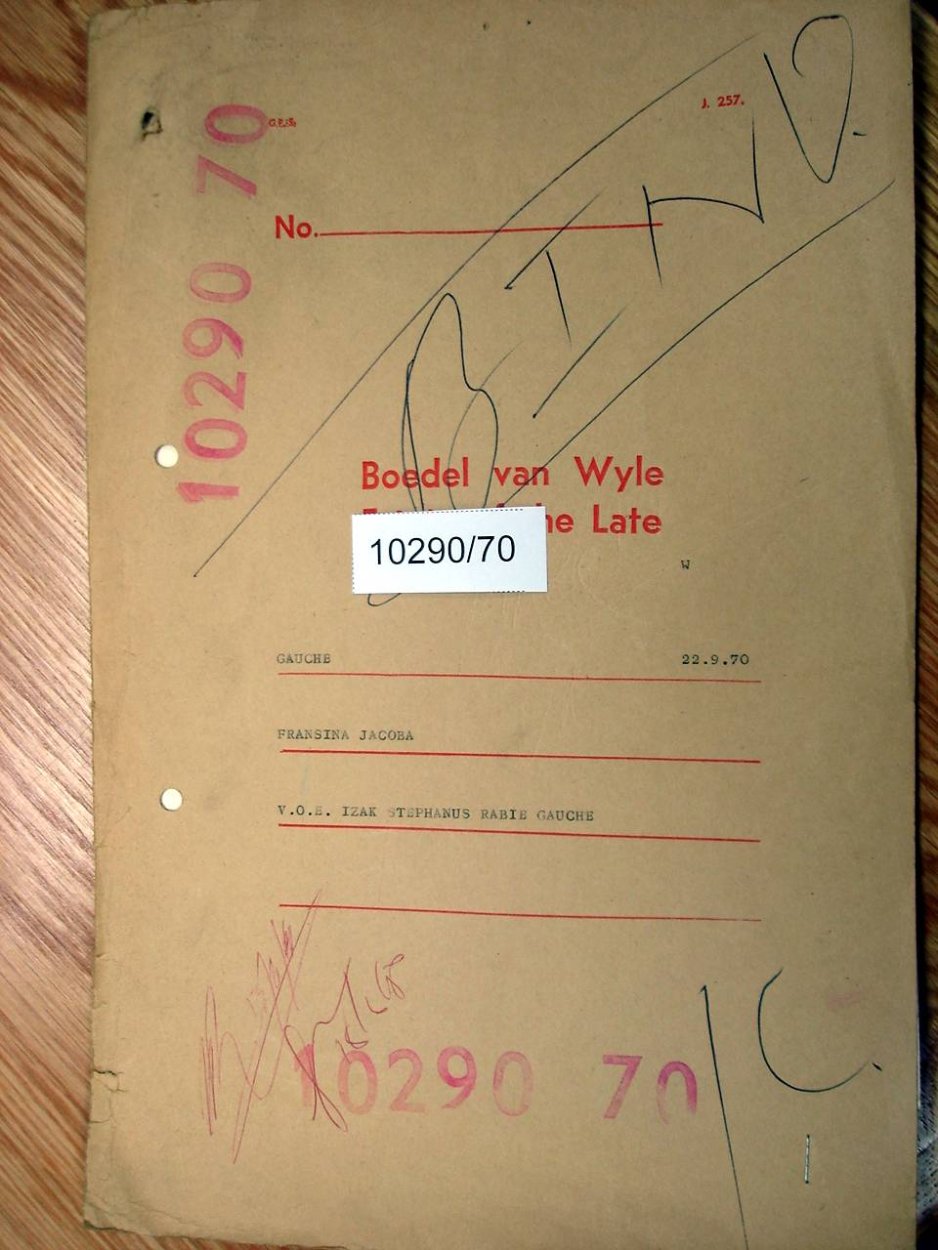 10290 70
G.P.-S.
J. 257.
No.
BIND.
Boedel van Wyle
he Late
10290/70
W
GAUCHE 22.9.70
FRANSINA JACOBA
V.O.E. IZAK STEPHANUS RABIE GAUCHE
10290 70